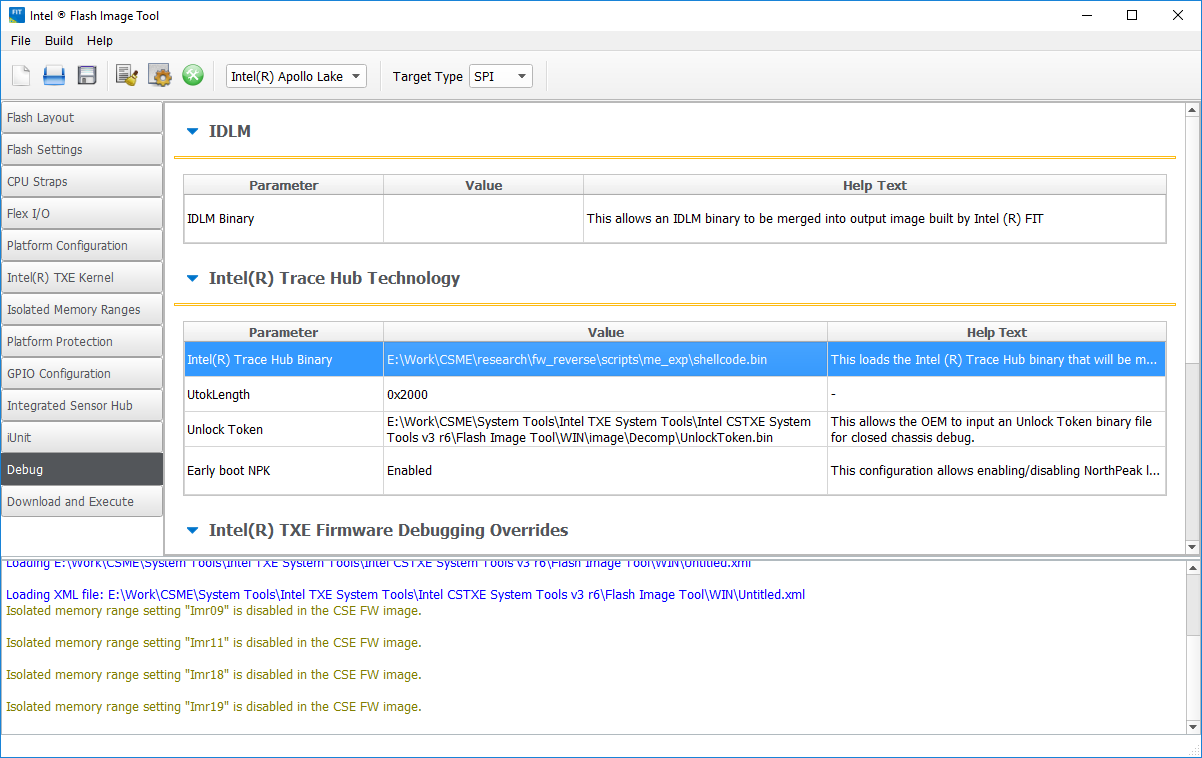 FIT Intel ® Flash Image Tool
File Build Help
Intel(R) Apollo Lake Target Type SPI
Flash Layout
Flash Settings
CPU Straps
Flex I/O
Platform Configuration
Intel(R) TXE Kernel
Isolated Memory Ranges
Platform Protection
GPIO Configuration
Integrated Sensor Hub
iUnit
Debug
Download and Execute
IDLM
Parameter Value Help Text
IDLM Binary This allows an IDLM binary to be merged into output image built by Intel (R) FIT
Intel(R) Trace Hub Technology
Parameter Value Help Text
Intel(R) Trace Hub Binary E:\Work\CSME\research\fw_reverse\scripts\me_exp\shellcode.bin This loads the Intel (R) Trace Hub binary that will be m...
UtokLength 0x2000 -
Unlock Token E:\Work\CSME\System Tools\Intel TXE System Tools\Intel CSTXE System Tools v3 r6\Flash Image Tool\WIN\image\Decomp\UnlockToken.bin This allows the OEM to input an Unlock Token binary file for closed chassis debug.
Early boot NPK Enabled This configuration allows enabling/disabling NorthPeak l...
Intel(R) TXE Firmware Debugging Overrides
Loading E:\Work\CSME\System Tools\Intel TXE System Tools\Intel CSTXE System Tools v3 r6\Flash Image Tool\WIN\Untitled.xml
Loading XML file: E:\Work\CSME\System Tools\Intel TXE System Tools\Intel CSTXE System Tools v3 r6\Flash Image Tool\WIN\Untitled.xml
Isolated memory range setting "Imr09" is disabled in the CSE FW image.
Isolated memory range setting "Imr11" is disabled in the CSE FW image.
Isolated memory range setting "Imr18" is disabled in the CSE FW image.
Isolated memory range setting "Imr19" is disabled in the CSE FW image.